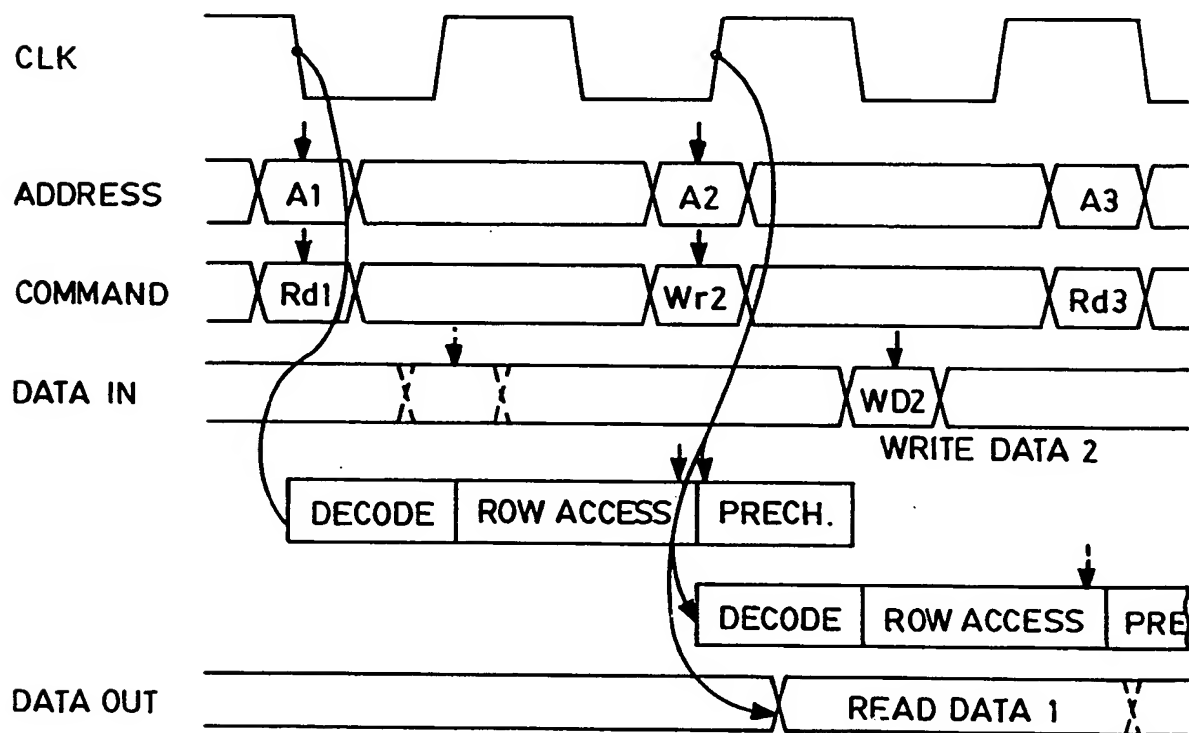 CLK
ADDRESS A1 A2 A3
COMMAND Rd1 Wr2 Rd3
DATA IN WD2
WRITE DATA 2
DECODE ROW ACCESS PRECH.
DECODE ROW ACCESS PRE
DATA OUT READ DATA 1